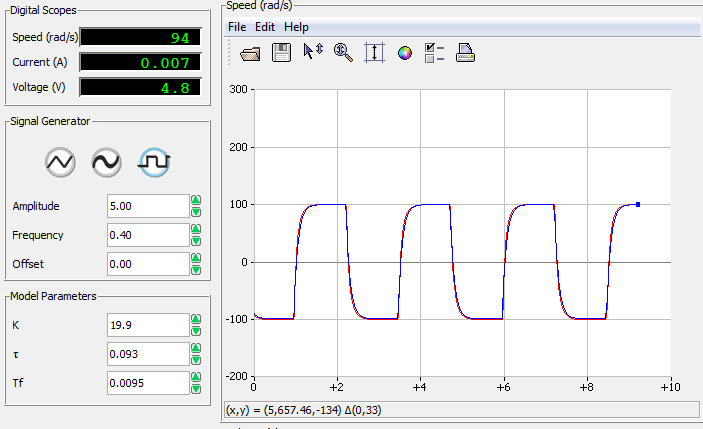 Digital Scopes
Speed (rad/s) 94
Current (A) 0.007
Voltage (V) 4.8
Signal Generator
Amplitude 5.00
Frequency 0.40
Offset 0.00
Model Parameters
K 19.9
τ 0.093
Tf 0.0095
Speed (rad/s)
File Edit Help
300
200
100
0
-100
-200
0 +2 +4 +6 +8 +10
(x,y) = (5,657.46,-134) Δ(0,33)